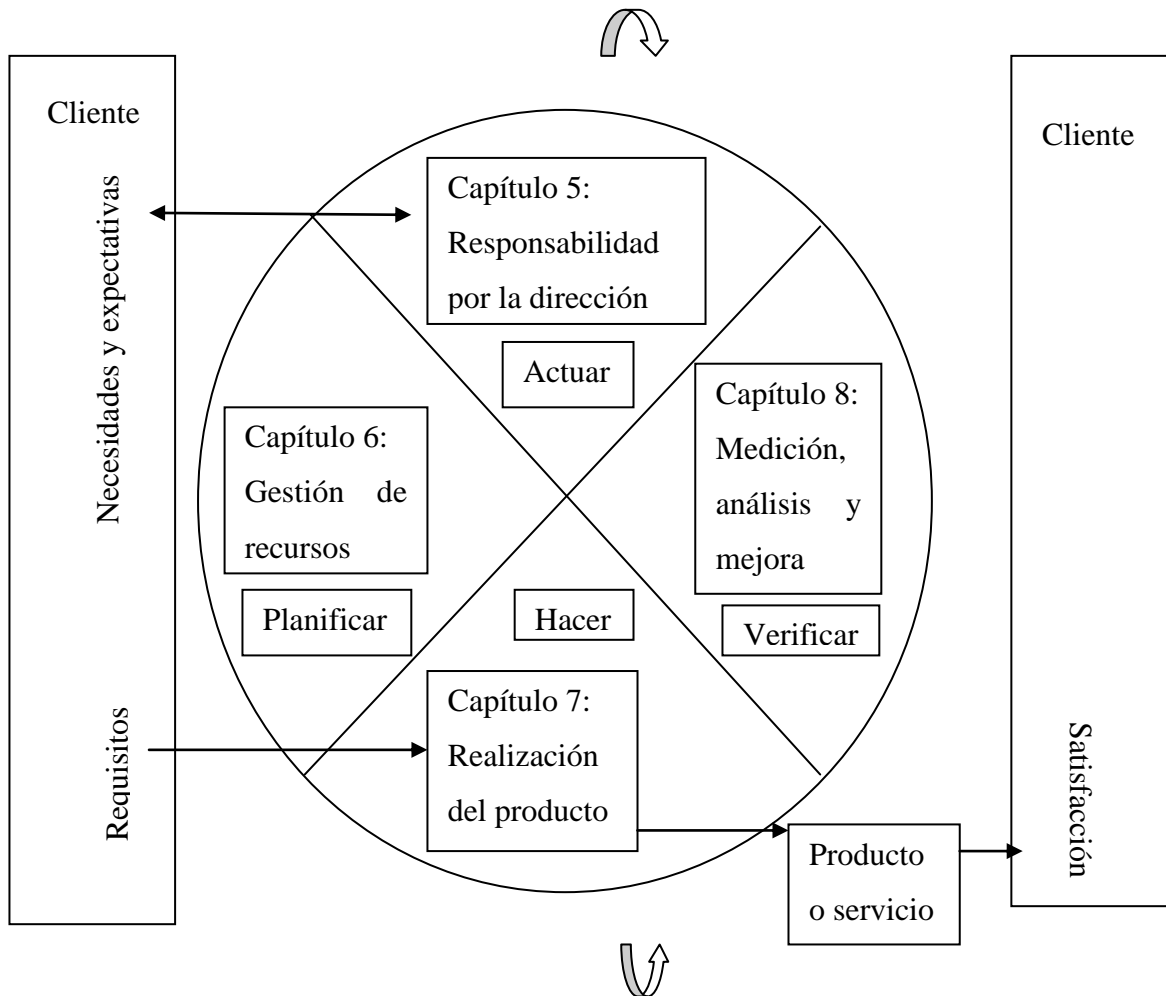 Cliente
Necesidades y expectativas
Requisitos
Capítulo 5:
Responsabilidad
por la dirección
Actuar
Capítulo 6:
Gestión de
recursos
Planificar
Capítulo 8:
Medición,
análisis y
mejora
Verificar
Hacer
Capítulo 7:
Realización
del producto
Producto
o servicio
Cliente
Satisfacción